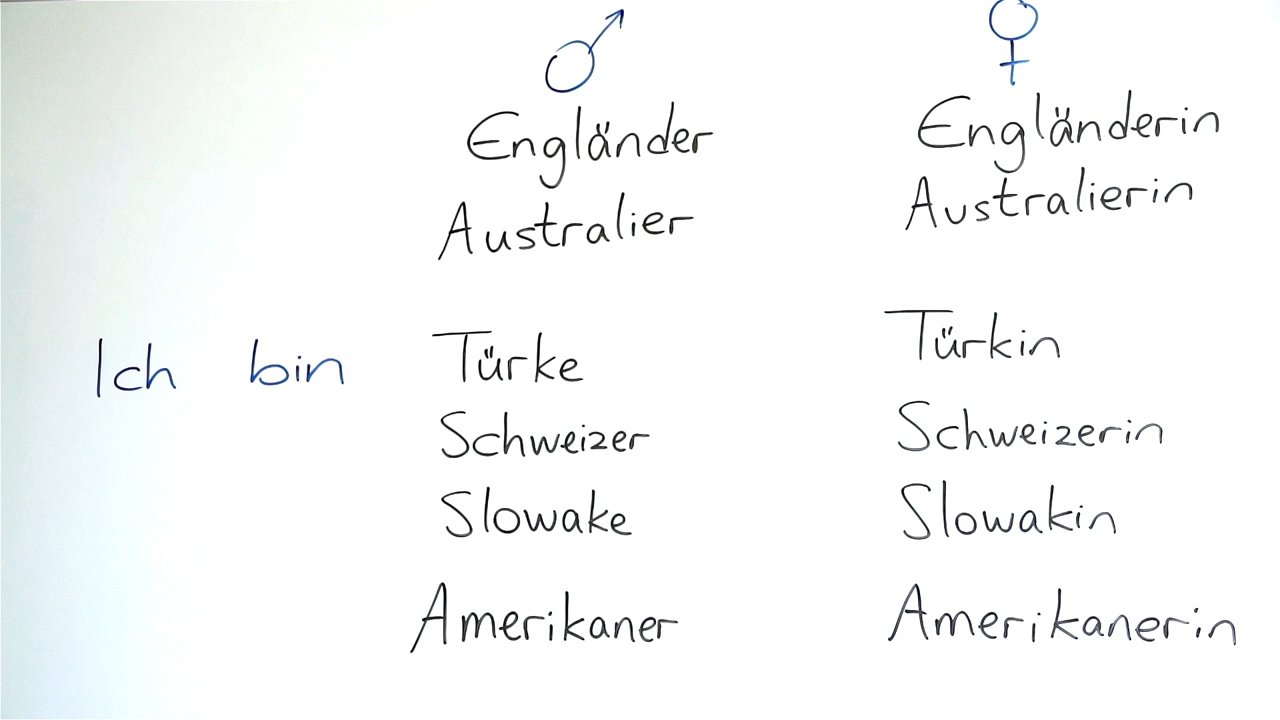 ♂ ♀
Engländer Engländerin
Australier Australierin
Ich bin Türke Türkin
Schweizer Schweizerin
Slowake Slowakin
Amerikaner Amerikanerin